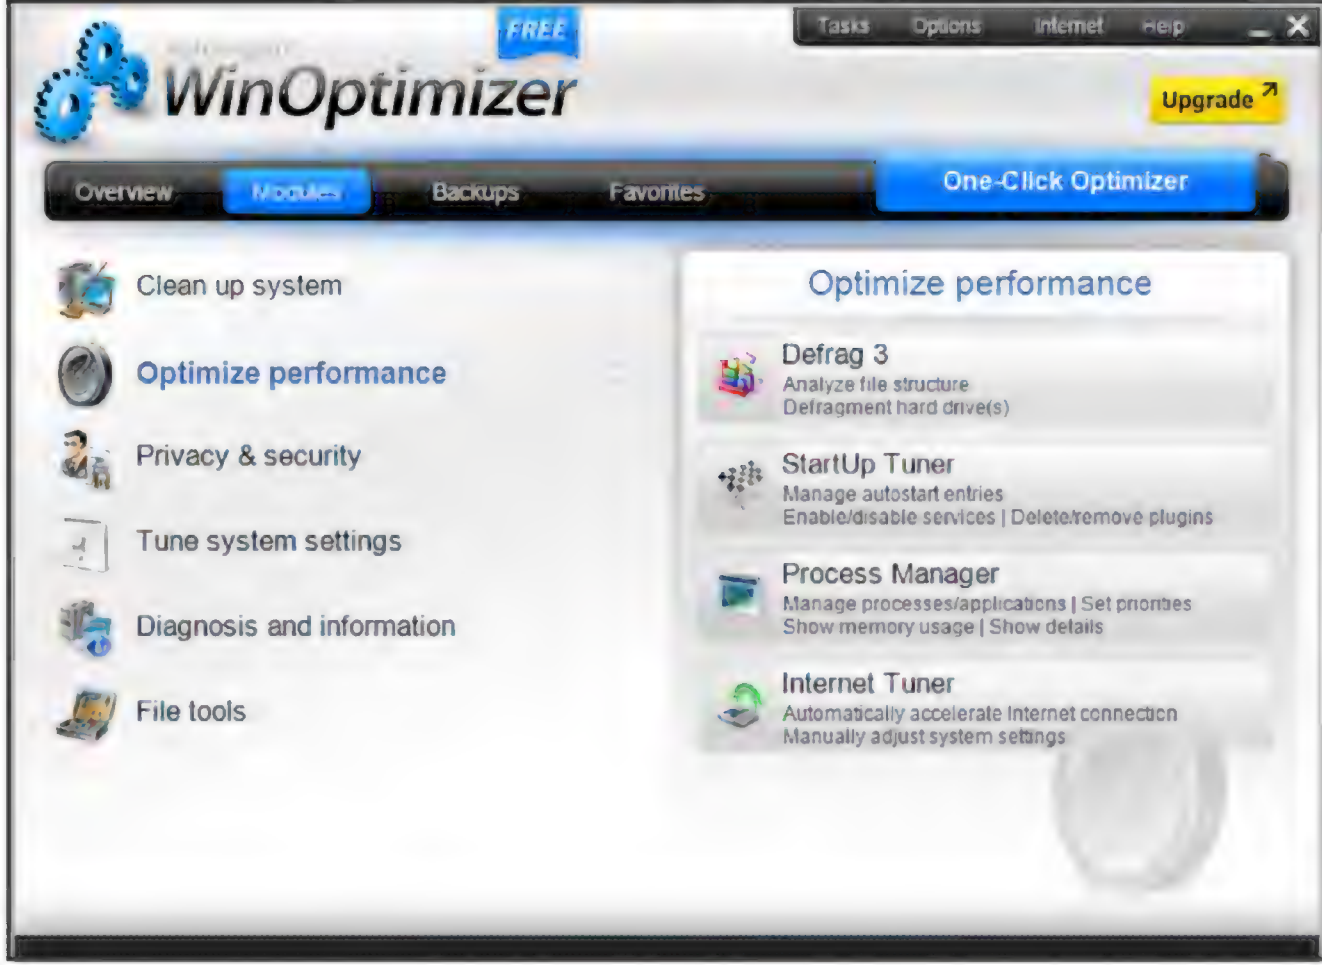 FREE
WinOptimizer
Tasks Options Internet Help
Upgrade
Overview Modules Backups Favorites One-Click Optimizer
Clean up system
Optimize performance
Privacy & security
Tune system settings
Diagnosis and information
File tools
Optimize performance
Defrag 3
Analyze file structure
Defragment hard drive(s)
StartUp Tuner
Manage autostart entries
Enable/disable services | Delete/remove plugins
Process Manager
Manage processes/applications | Set priorities
Show memory usage | Show details
Internet Tuner
Automatically accelerate Internet connection
Manually adjust system settings